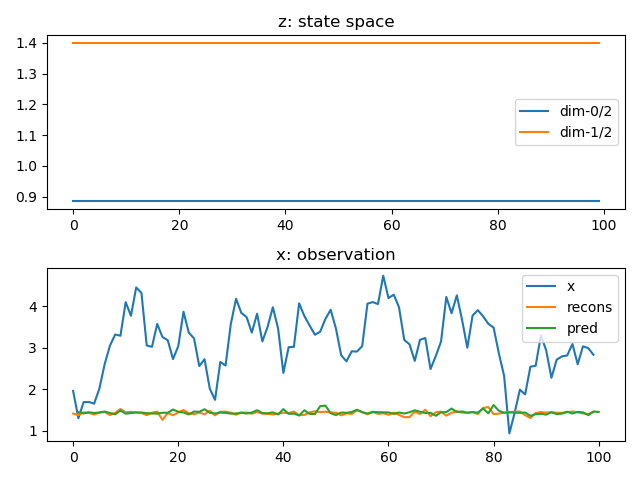 z: state space
1.4
1.3
1.2
1.1
1.0
0.9
dim-0/2
dim-1/2
0 20 40 60 80 100
x: observation
4
3
2
1
x
recons
pred
0 20 40 60 80 100